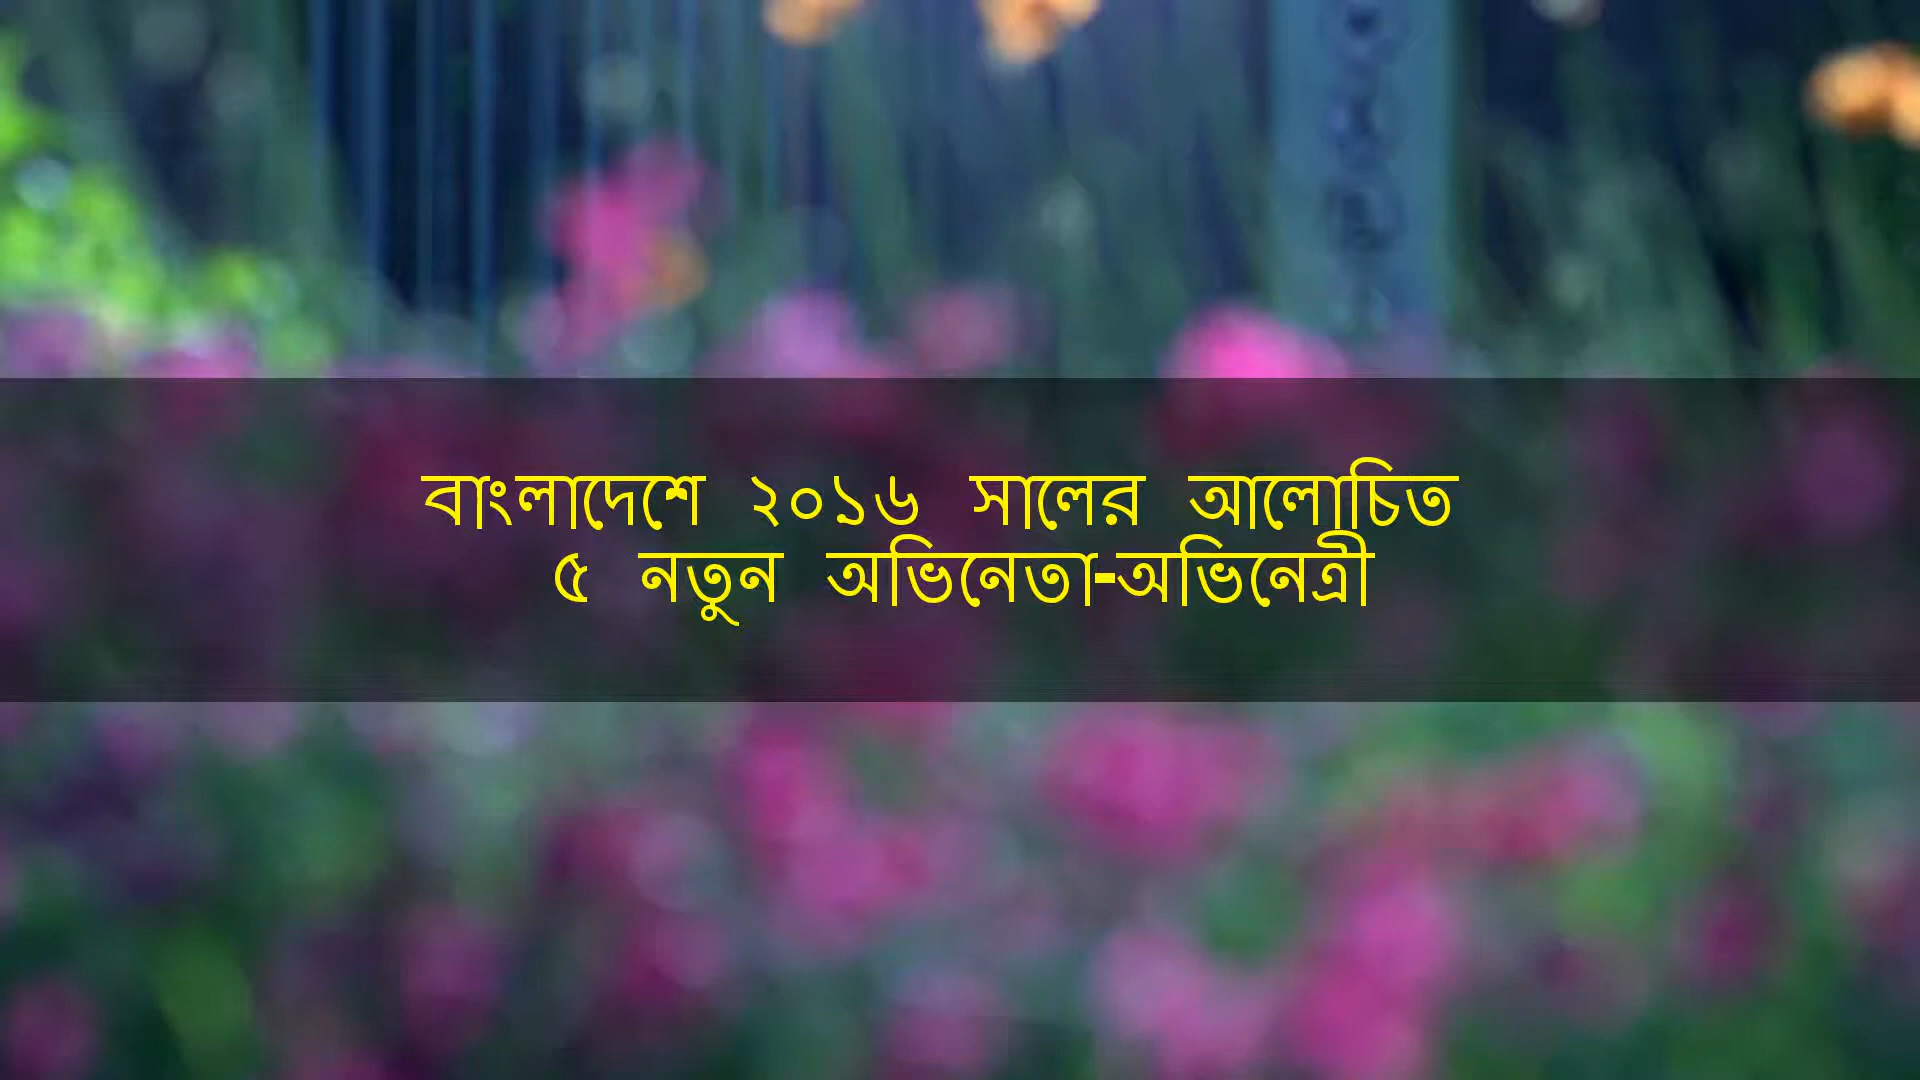 বাংলাদেশে ২০১৬ সালের আলোচিত
৫ নতুন অভিনেতা-অভিনেত্রী